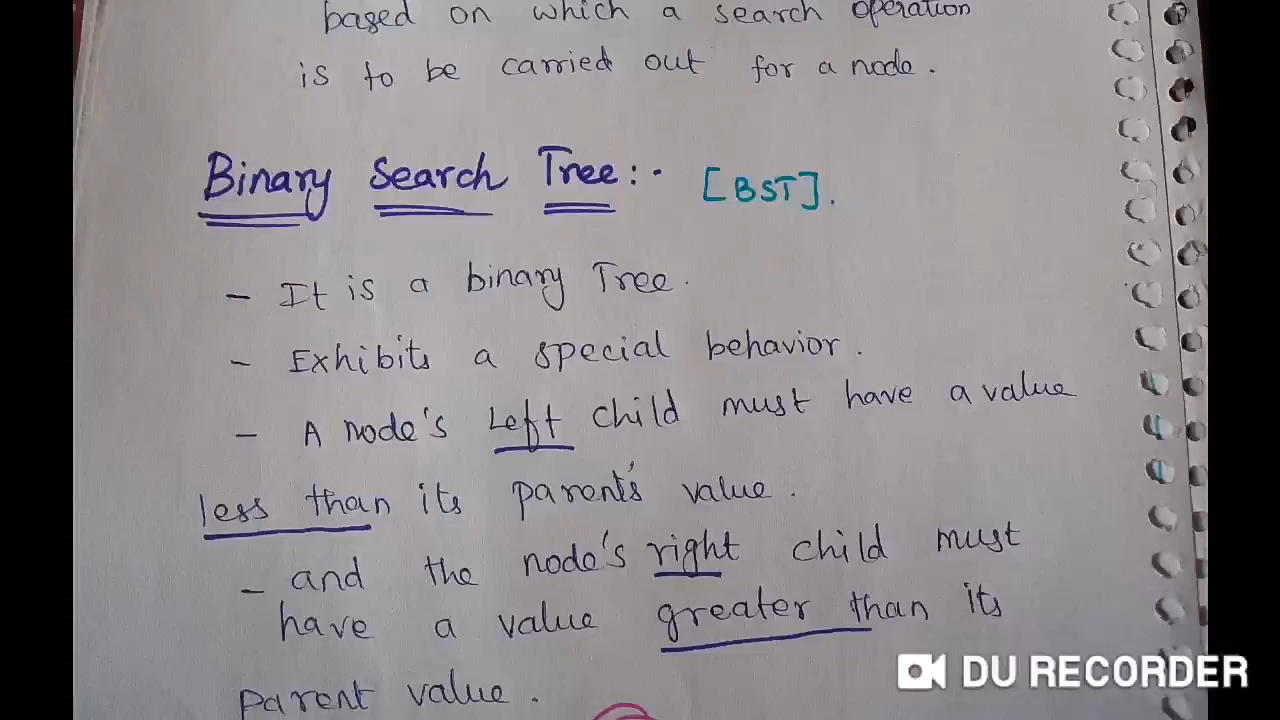 based on which a search operation
is to be carried out for a node.
Binary Search Tree:- [BST].
- It is a binary Tree.
- Exhibits a special behavior.
- A node's Left child must have a value
less than its parent's value.
- and the node's right child must
have a value greater than its
parent value.
DU RECORDER